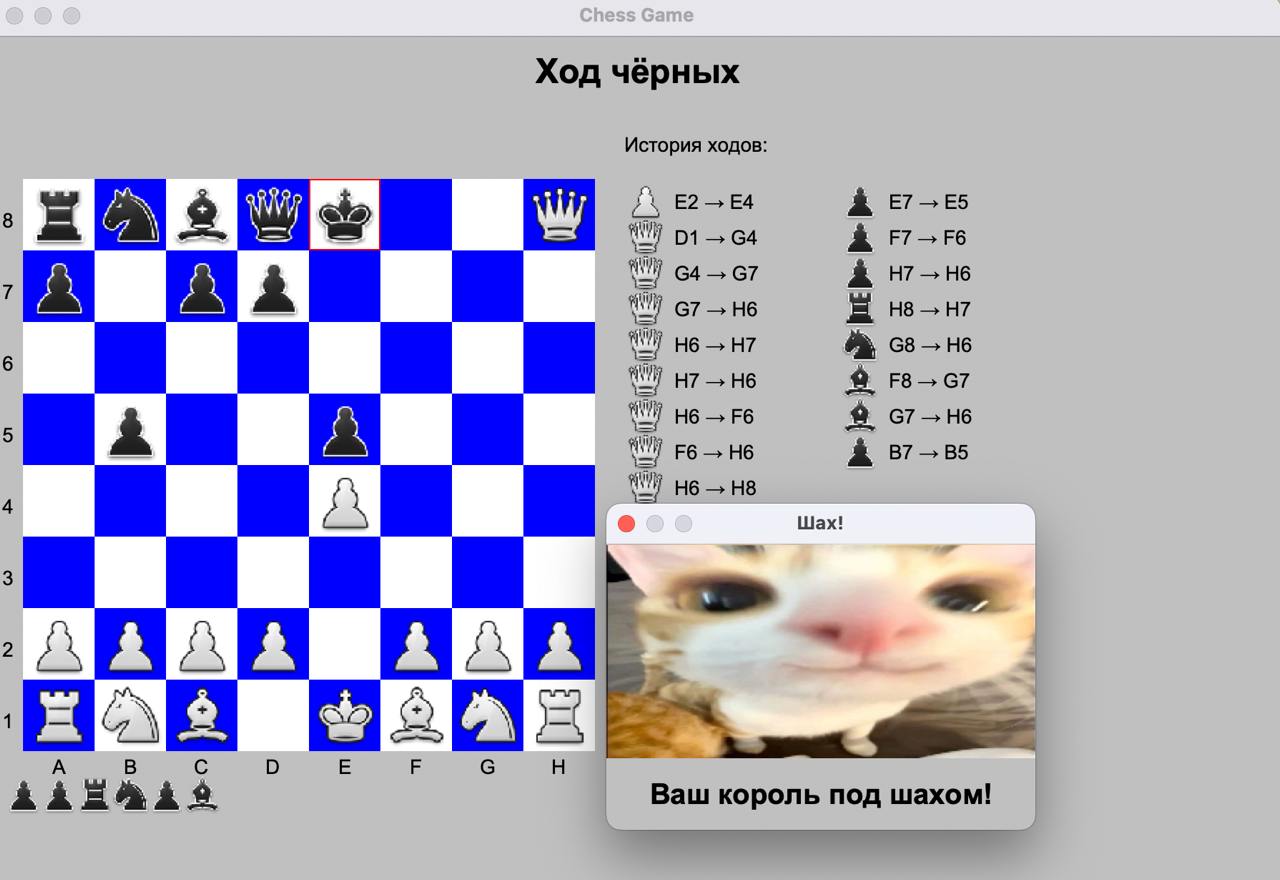 Chess Game
Ход чёрных
История ходов:
E2 → E4 E7 → E5
D1 → G4 F7 → F6
G4 → G7 H7 → H6
G7 → H6 H8 → H7
H6 → H7 G8 → H6
H7 → H6 F8 → G7
H6 → F6 G7 → H6
F6 → H6 B7 → B5
H6 → H8
8
7
6
5
4
3
2
1
A B C D E F G H
Шах!
Ваш король под шахом!